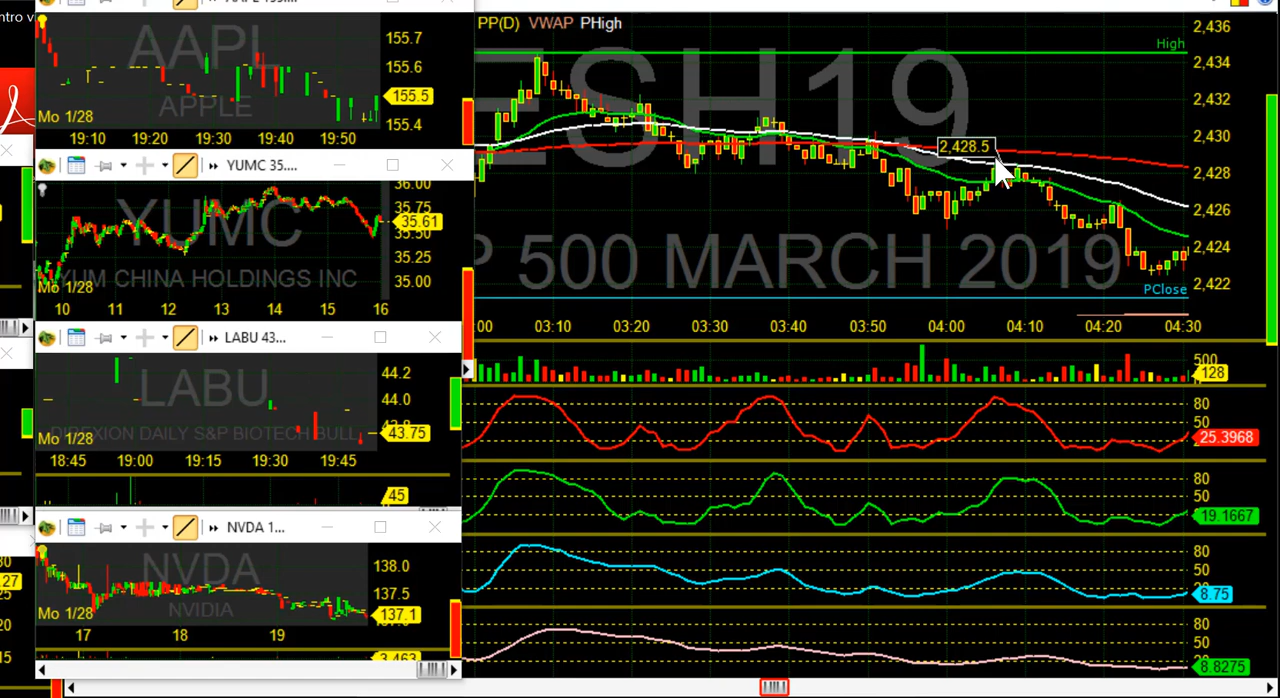 ntro vi
AAPL
APPLE
155.7
155.6
155.5
155.4
Mo 1/28
19:10 19:20 19:30 19:40 19:50
YUMC 35....
YUMC
YUM CHINA HOLDINGS INC
36.00
35.75
35.61
35.50
35.25
35.00
Mo 1/28
10 11 12 13 14 15 16
LABU 43...
LABU
DIREXION DAILY S&P BIOTECH BULL
44.2
44.0
43.75
Mo 1/28
18:45 19:00 19:15 19:30 19:45
45
NVDA 1...
NVDA
NVIDIA
138.0
137.5
137.1
Mo 1/28
17 18 19
3.463
.27
PP(D) VWAP PHigh
ESH19
P 500 MARCH 2019
High
2,428.5
PClose
2,436
2,434
2,432
2,430
2,428
2,426
2,424
2,422
:00 03:10 03:20 03:30 03:40 03:50 04:00 04:10 04:20 04:30
500
128
80
50
25.3968
80
50
19.1667
80
50
8.75
80
50
8.8275